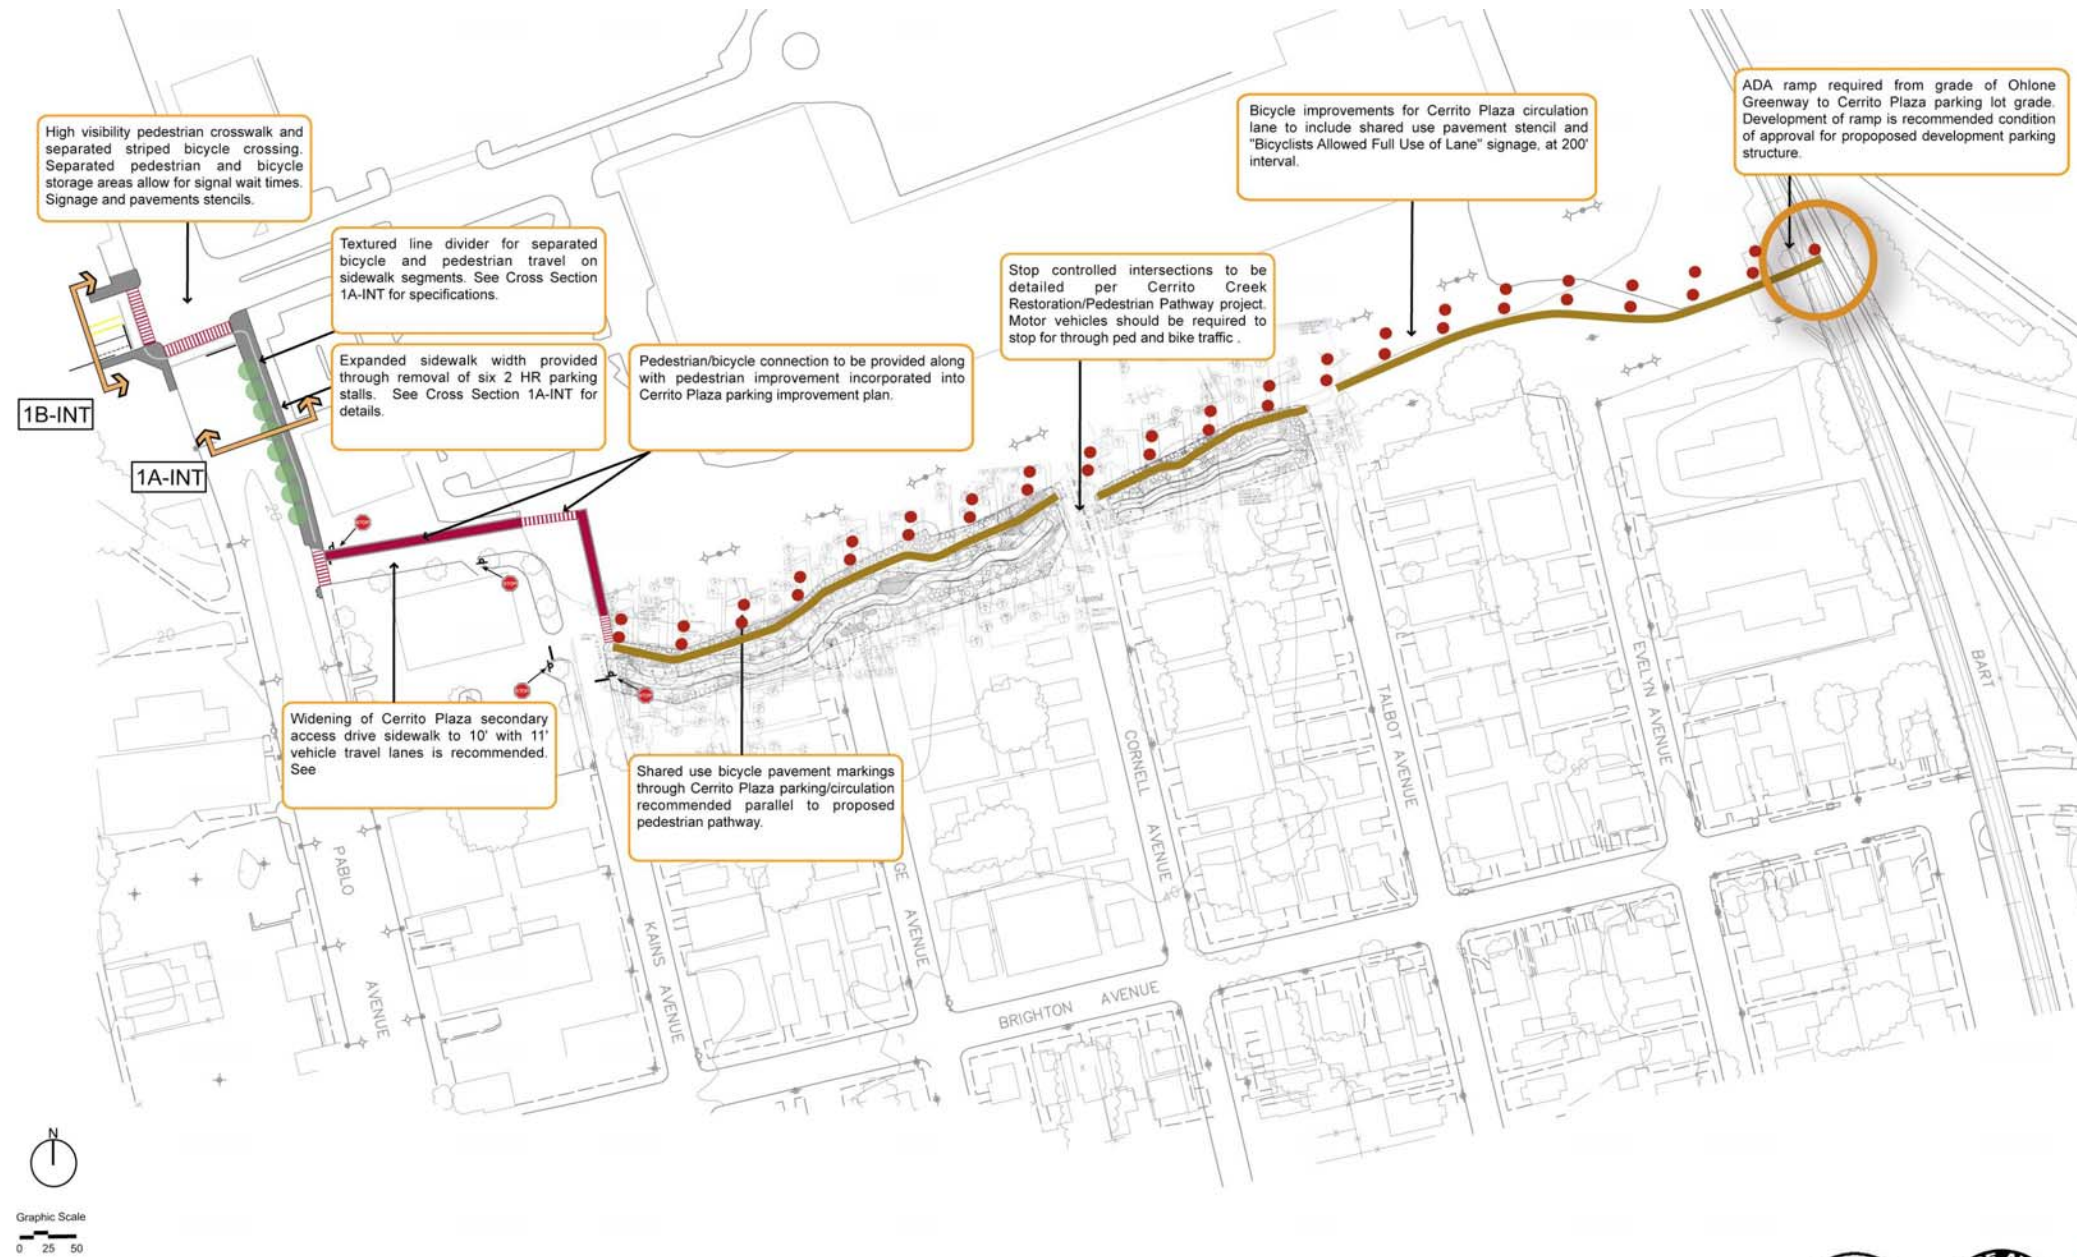 High visibility pedestrian crosswalk and
separated striped bicycle crossing.
Separated pedestrian and bicycle
storage areas allow for signal wait times.
Signage and pavements stencils.
Textured line divider for separated
bicycle and pedestrian travel on
sidewalk segments. See Cross Section
1A-INT for specifications.
Expanded sidewalk width provided
through removal of six 2 HR parking
stalls. See Cross Section 1A-INT for
details.
Pedestrian/bicycle connection to be provided along
with pedestrian improvement incorporated into
Cerrito Plaza parking improvement plan.
Stop controlled intersections to be
detailed per Cerrito Creek
Restoration/Pedestrian Pathway project.
Motor vehicles should be required to
stop for through ped and bike traffic .
Bicycle improvements for Cerrito Plaza circulation
lane to include shared use pavement stencil and
"Bicyclists Allowed Full Use of Lane" signage, at 200'
interval.
ADA ramp required from grade of Ohlone
Greenway to Cerrito Plaza parking lot grade.
Development of ramp is recommended condition
of approval for propoposed development parking
structure.
1B-INT
1A-INT
20
20
STOP
STOP
STOP
STOP
Widening of Cerrito Plaza secondary
access drive sidewalk to 10' with 11'
vehicle travel lanes is recommended.
See
Shared use bicycle pavement markings
through Cerrito Plaza parking/circulation
recommended parallel to proposed
pedestrian pathway.
PABLO
AVENUE
KAINS
AVENUE
GE
AVENUE
CORNELL
AVENUE
TALBOT AVENUE
EVELYN AVENUE
BART
BRIGHTON AVENUE
N
Graphic Scale
0 25 50